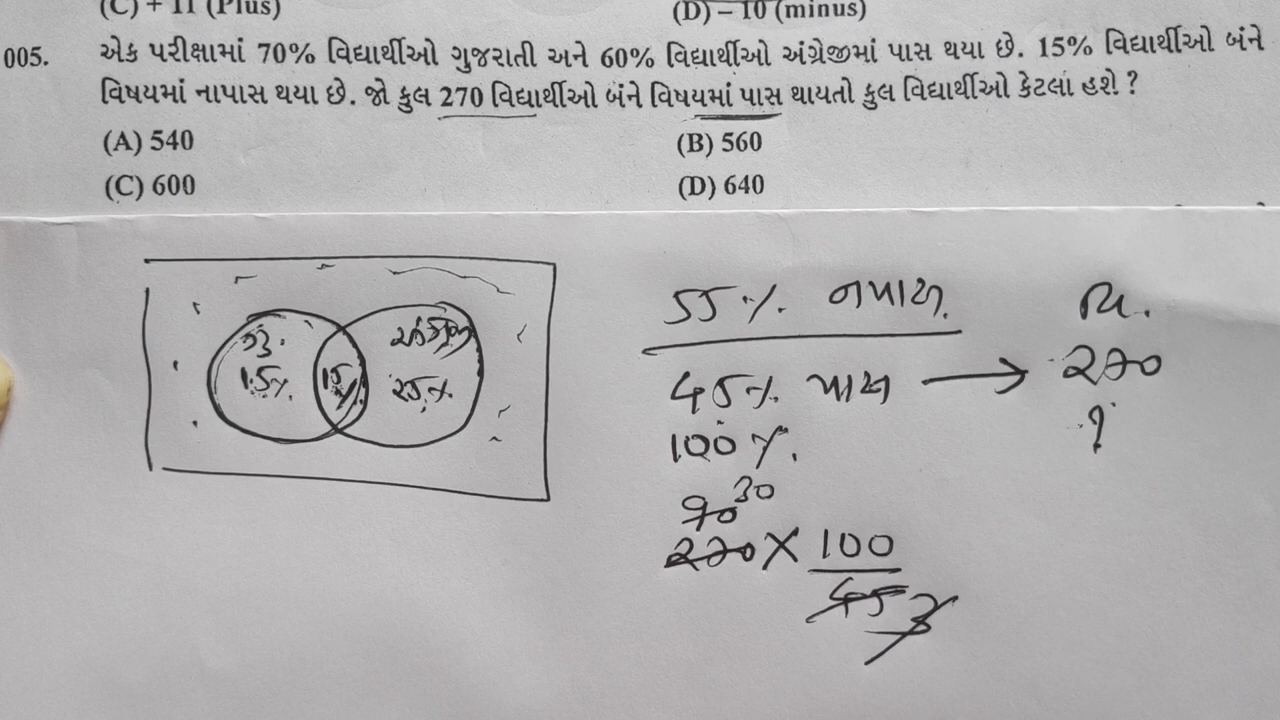 (C) + 11 (Plus)
(D) – 10 (minus)
005. એક પરીક્ષામાં 70% વિદ્યાર્થીઓ ગુજરાતી અને 60% વિદ્યાર્થીઓ અંગ્રેજીમાં પાસ થયા છે. 15% વિદ્યાર્થીઓ બંને
વિષયમાં નાપાસ થયા છે. જો કુલ 270 વિદ્યાર્થીઓ બંને વિષયમાં પાસ થાયતો કુલ વિદ્યાર્થીઓ કેટલા હશે ?
(A) 540
(B) 560
(C) 600
(D) 640
ગુ.
15%
15%
25%
55% નાપાસ
45% પાસ → 270
વિ.
100% ?
90 30
270 × 100
45 3